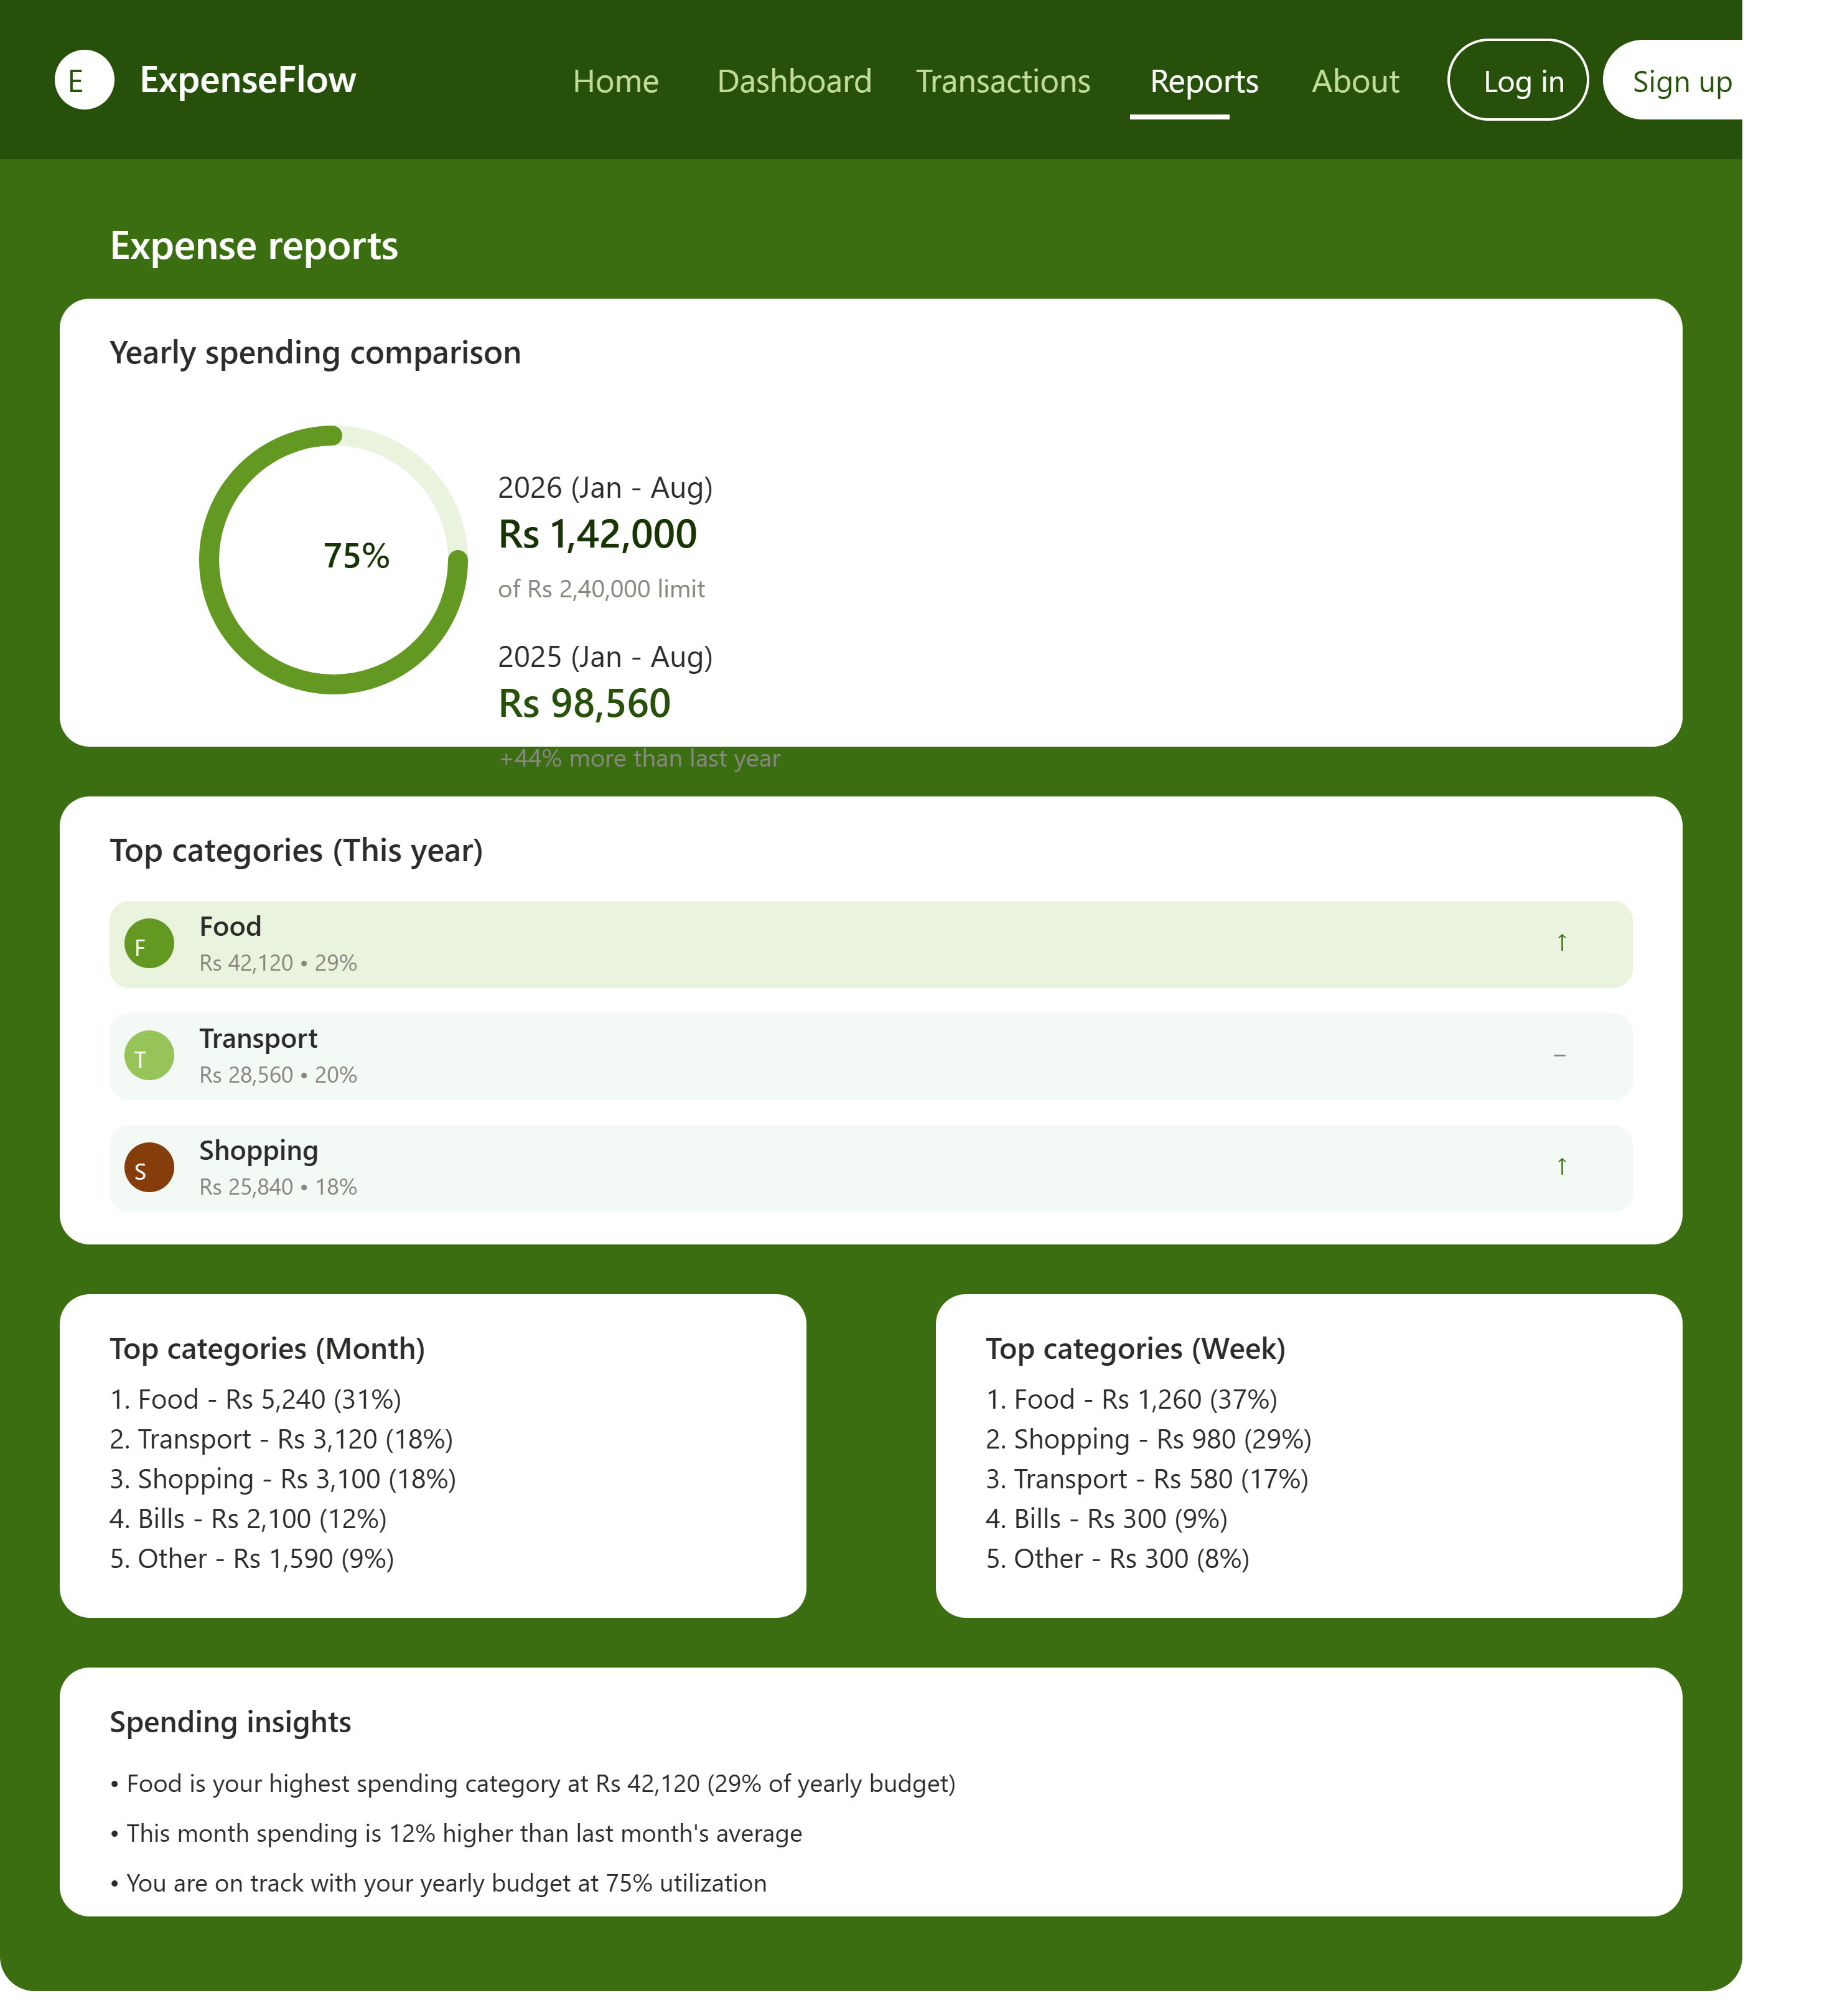 E ExpenseFlow Home Dashboard Transactions Reports About Log in Sign up
Expense reports
Yearly spending comparison
75%
2026 (Jan - Aug)
Rs 1,42,000
of Rs 2,40,000 limit
2025 (Jan - Aug)
Rs 98,560
+44% more than last year
Top categories (This year)
F
Food
Rs 42,120 • 29%
↑
T
Transport
Rs 28,560 • 20%
–
S
Shopping
Rs 25,840 • 18%
↑
Top categories (Month)
1. Food - Rs 5,240 (31%)
2. Transport - Rs 3,120 (18%)
3. Shopping - Rs 3,100 (18%)
4. Bills - Rs 2,100 (12%)
5. Other - Rs 1,590 (9%)
Top categories (Week)
1. Food - Rs 1,260 (37%)
2. Shopping - Rs 980 (29%)
3. Transport - Rs 580 (17%)
4. Bills - Rs 300 (9%)
5. Other - Rs 300 (8%)
Spending insights
• Food is your highest spending category at Rs 42,120 (29% of yearly budget)
• This month spending is 12% higher than last month's average
• You are on track with your yearly budget at 75% utilization